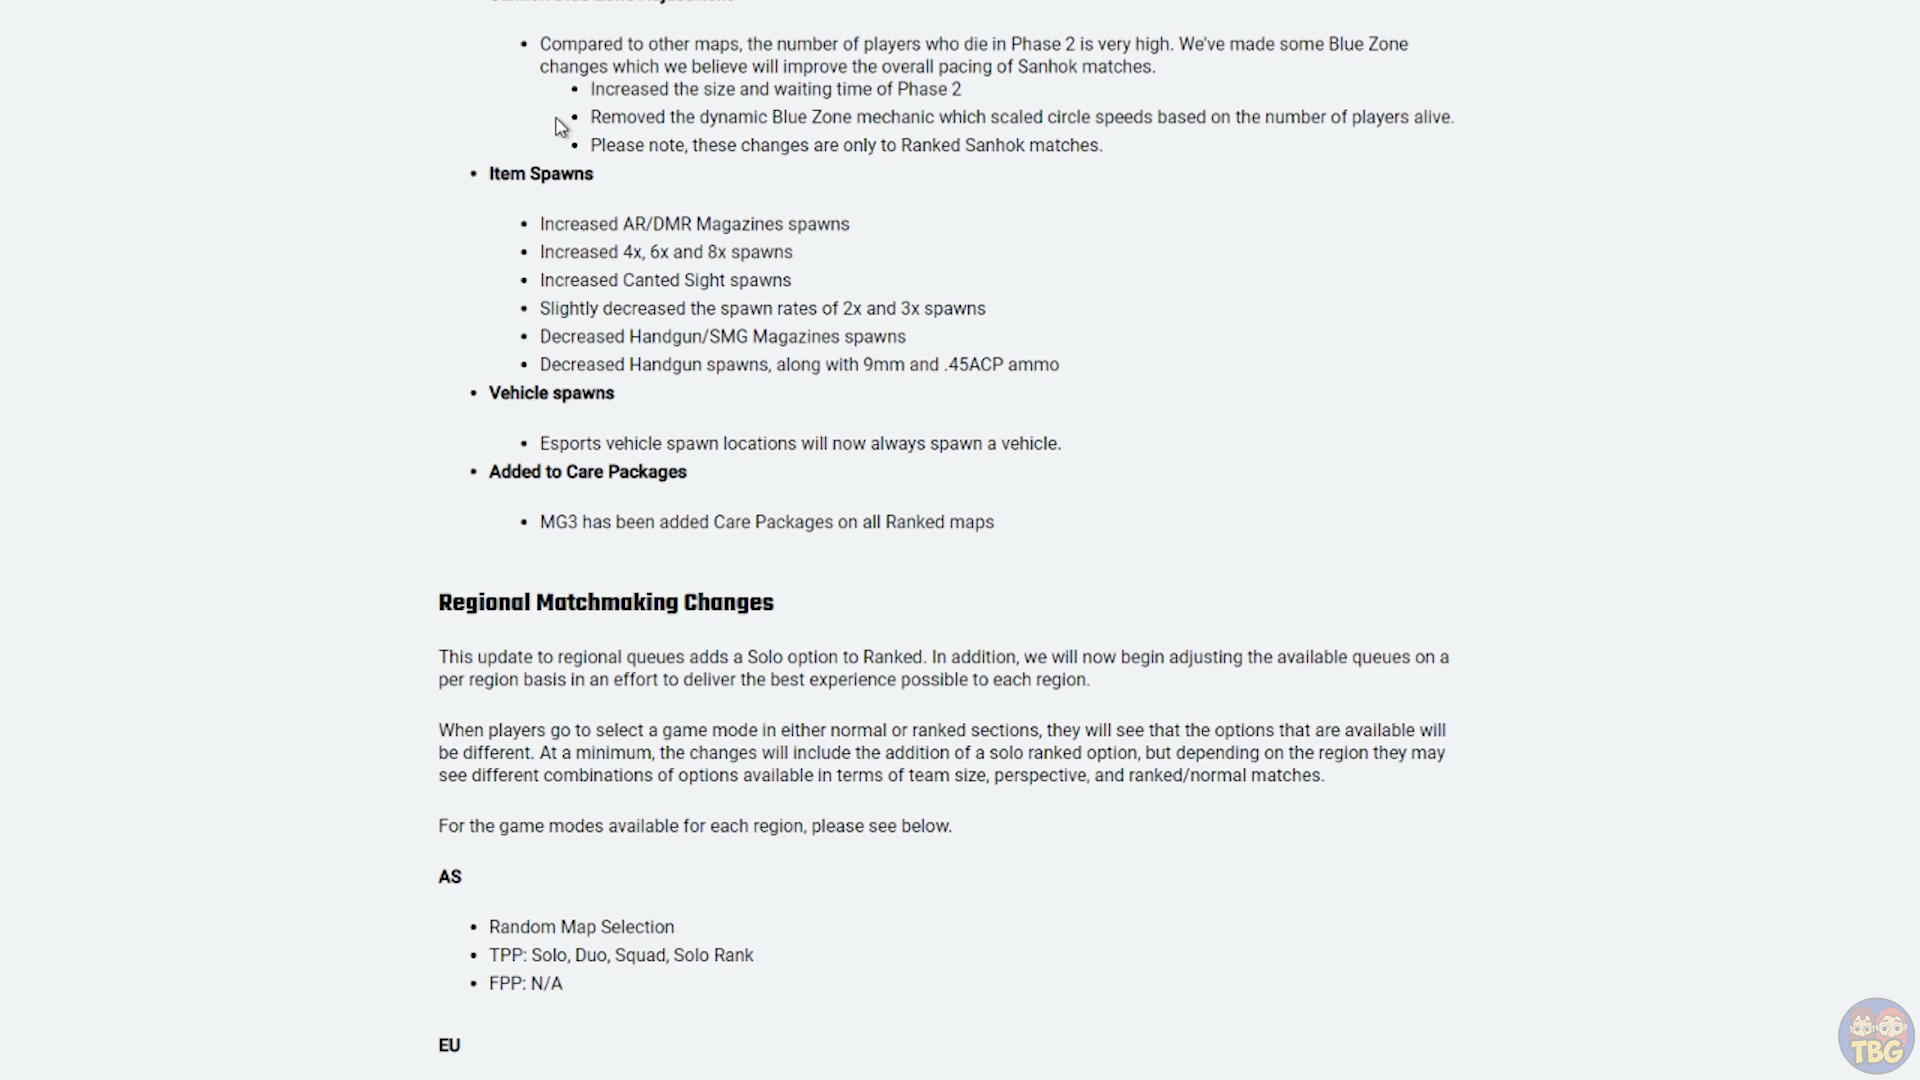 Compared to other maps, the number of players who die in Phase 2 is very high. We've made some Blue Zone
changes which we believe will improve the overall pacing of Sanhok matches.
Increased the size and waiting time of Phase 2
Removed the dynamic Blue Zone mechanic which scaled circle speeds based on the number of players alive.
Please note, these changes are only to Ranked Sanhok matches.
Item Spawns
Increased AR/DMR Magazines spawns
Increased 4x, 6x and 8x spawns
Increased Canted Sight spawns
Slightly decreased the spawn rates of 2x and 3x spawns
Decreased Handgun/SMG Magazines spawns
Decreased Handgun spawns, along with 9mm and .45ACP ammo
Vehicle spawns
Esports vehicle spawn locations will now always spawn a vehicle.
Added to Care Packages
MG3 has been added Care Packages on all Ranked maps
Regional Matchmaking Changes
This update to regional queues adds a Solo option to Ranked. In addition, we will now begin adjusting the available queues on a
per region basis in an effort to deliver the best experience possible to each region.
When players go to select a game mode in either normal or ranked sections, they will see that the options that are available will
be different. At a minimum, the changes will include the addition of a solo ranked option, but depending on the region they may
see different combinations of options available in terms of team size, perspective, and ranked/normal matches.
For the game modes available for each region, please see below.
AS
Random Map Selection
TPP: Solo, Duo, Squad, Solo Rank
FPP: N/A
EU
TBG